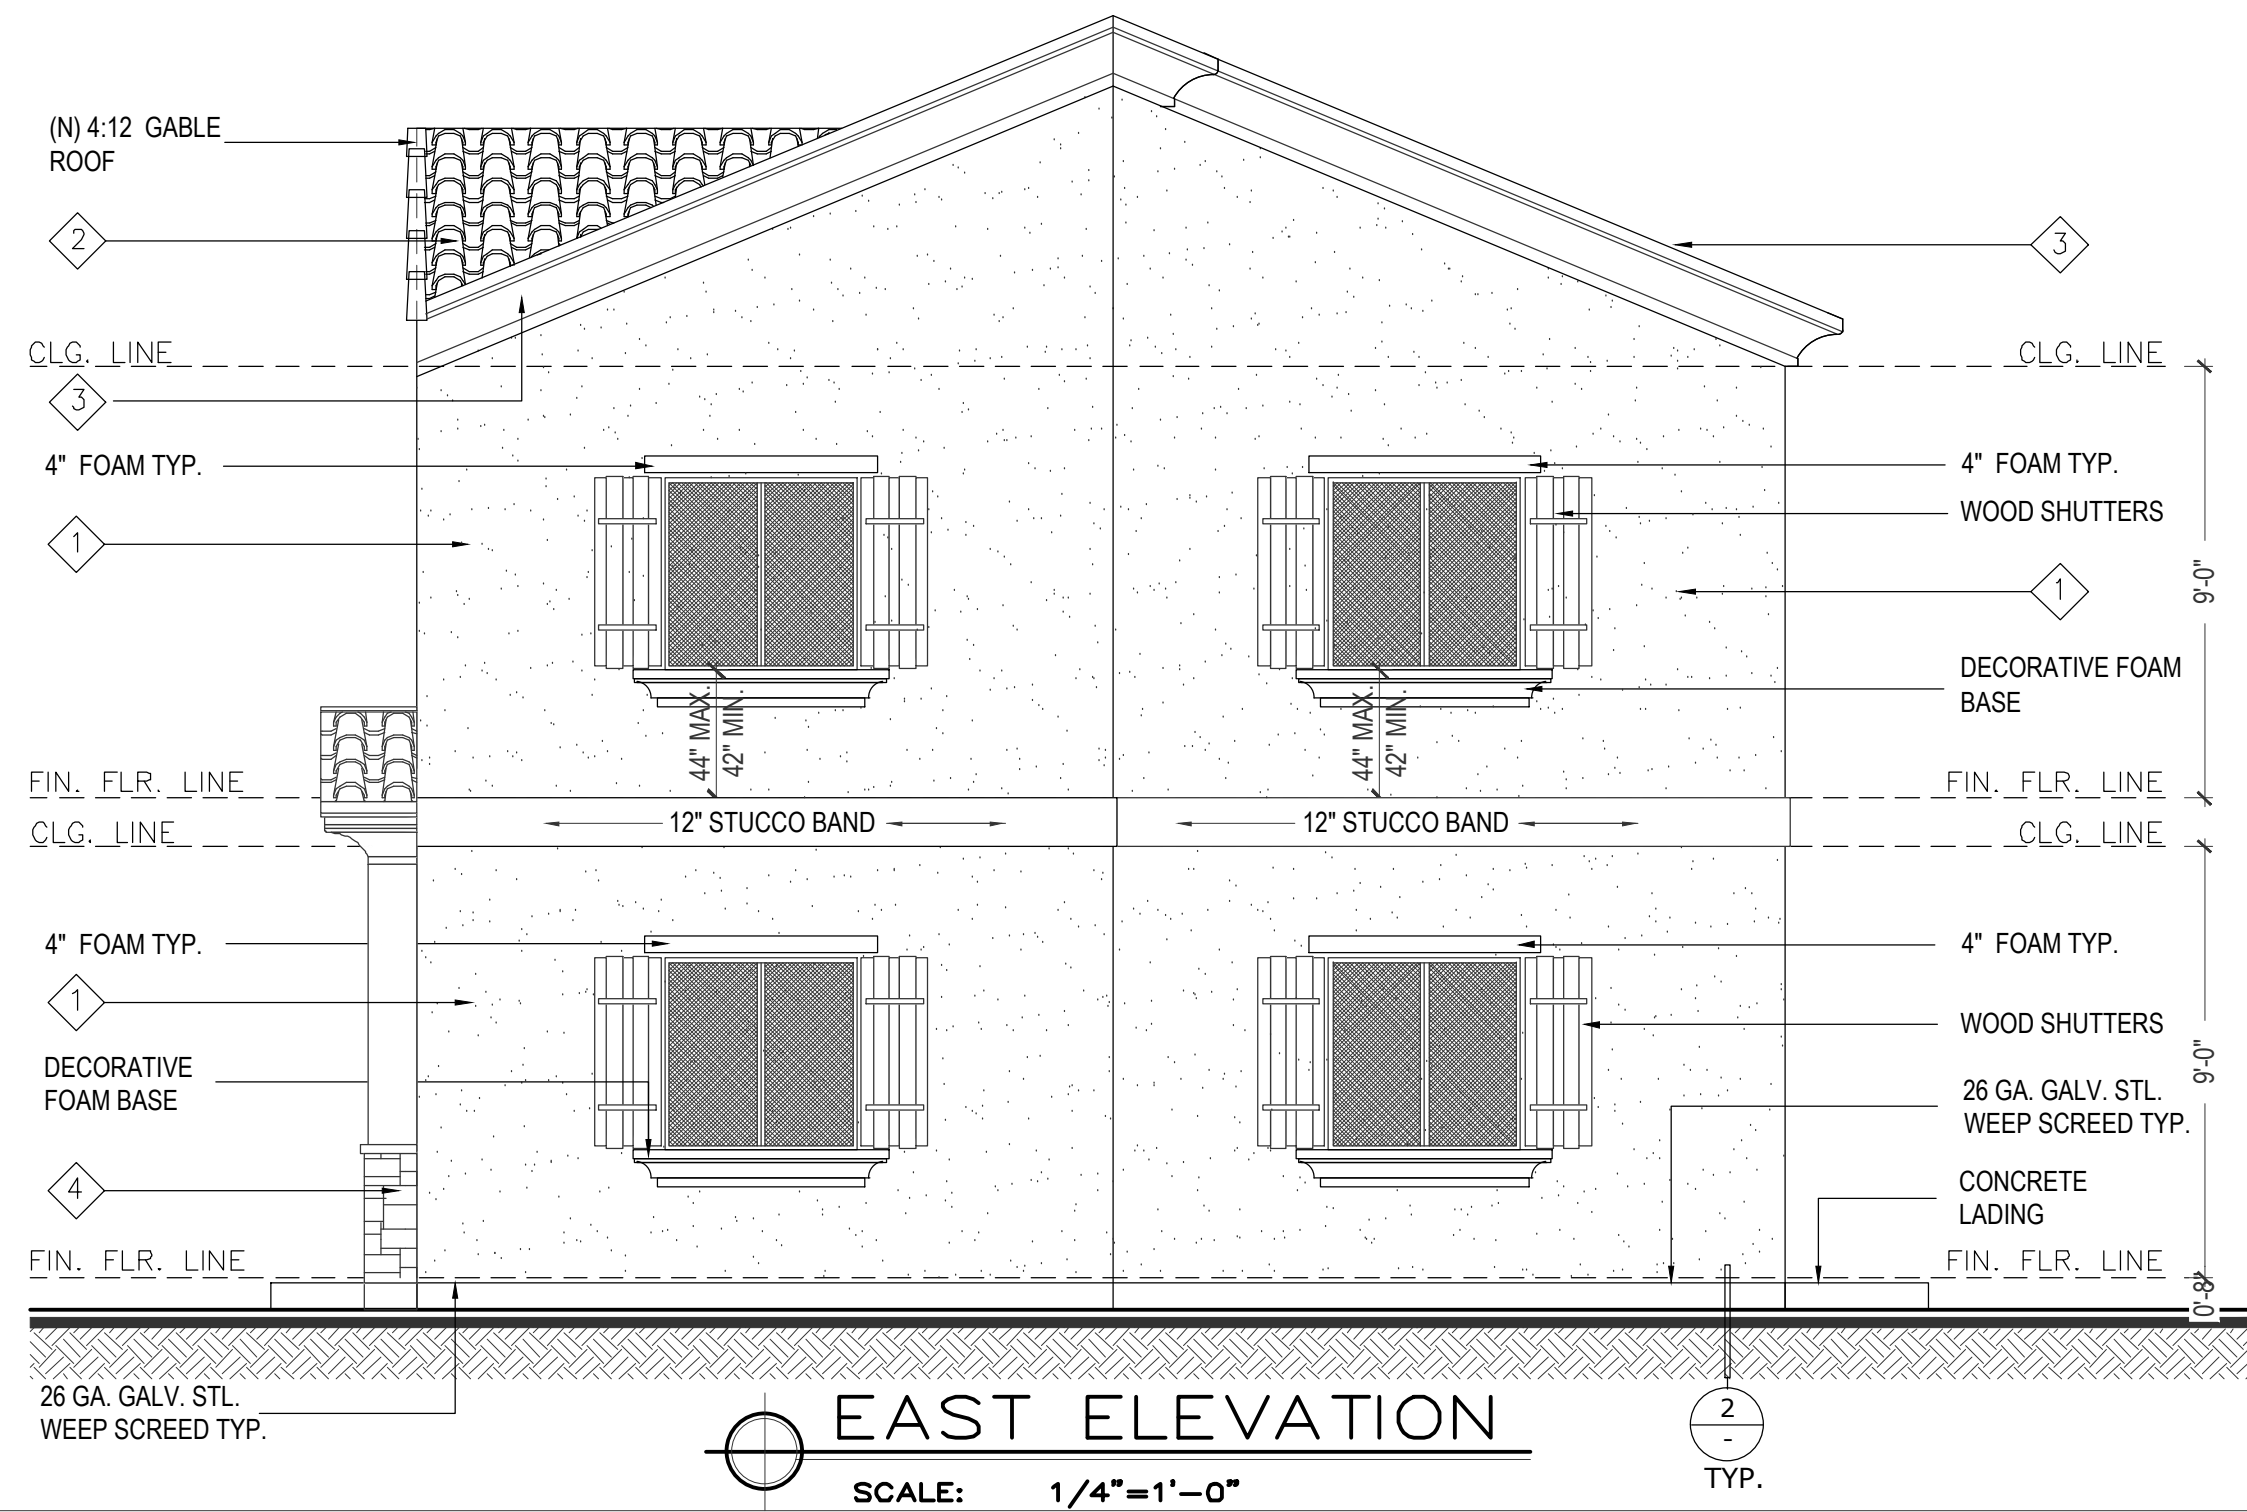 (N) 4:12 GABLE
ROOF
2
3
CLG. LINE
CLG. LINE
3
4" FOAM TYP.
4" FOAM TYP.
WOOD SHUTTERS
1
1
9'-0"
DECORATIVE FOAM
BASE
44" MAX.
42" MIN.
44" MAX.
42" MIN.
FIN. FLR. LINE
FIN. FLR. LINE
12" STUCCO BAND
12" STUCCO BAND
CLG. LINE
CLG. LINE
4" FOAM TYP.
4" FOAM TYP.
1
WOOD SHUTTERS
9'-0"
DECORATIVE
FOAM BASE
26 GA. GALV. STL.
WEEP SCREED TYP.
4
CONCRETE
LADING
FIN. FLR. LINE
FIN. FLR. LINE
0'-8"
26 GA. GALV. STL.
WEEP SCREED TYP.
EAST ELEVATION
SCALE: 1/4"=1'-0"
2
-
TYP.